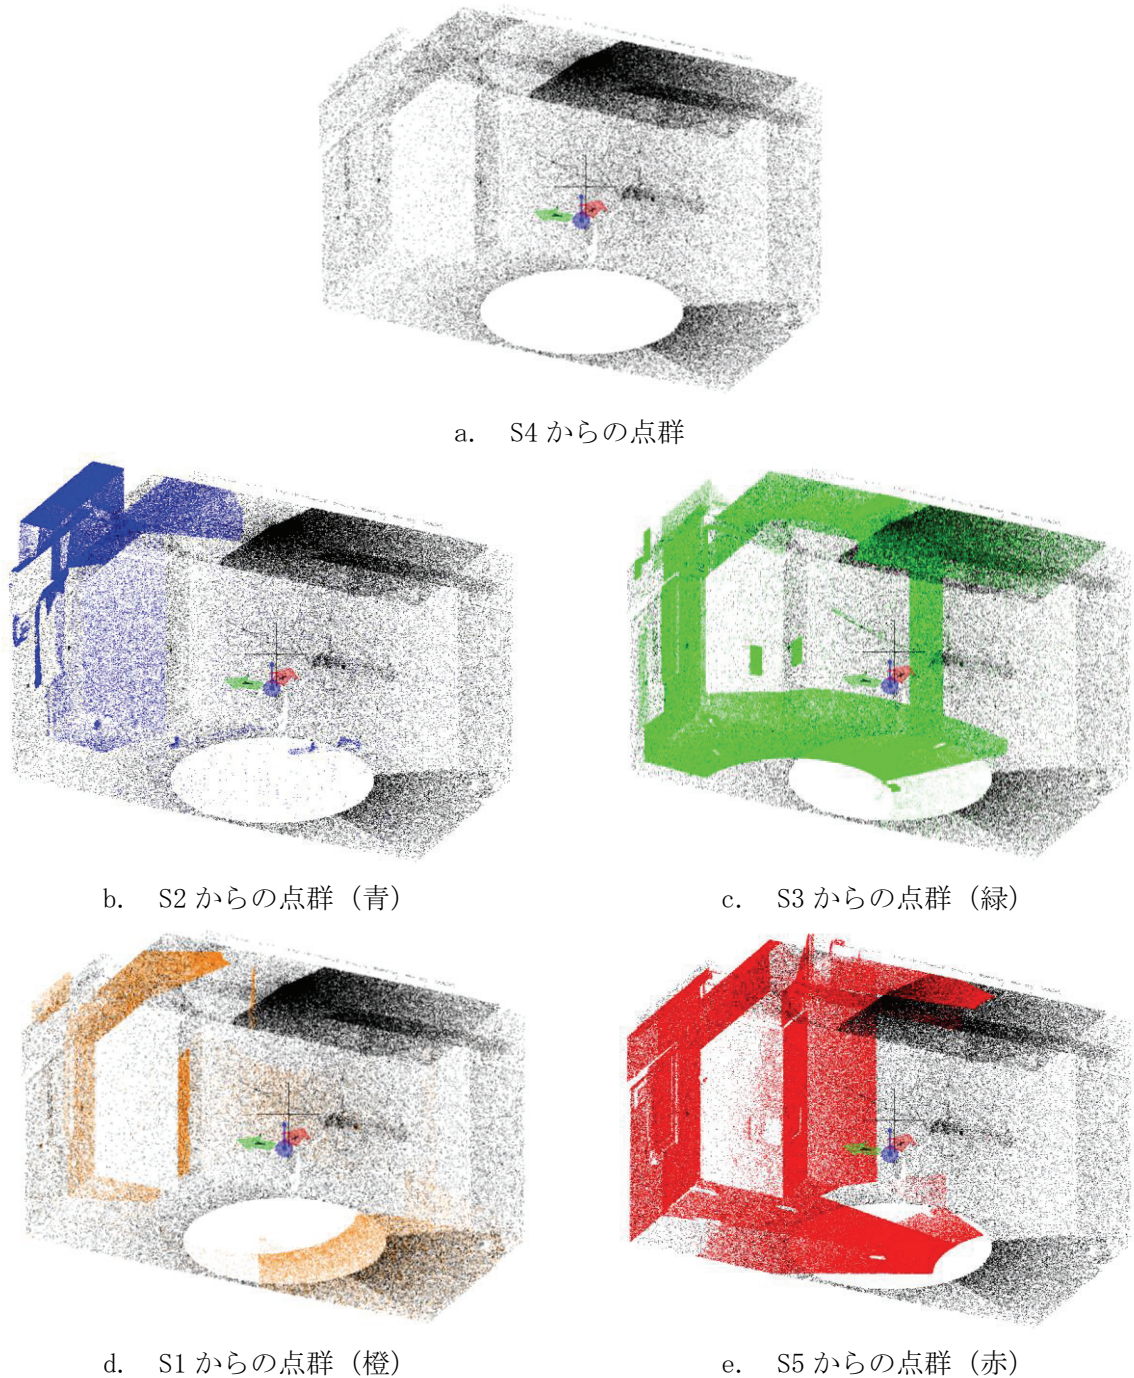 a. S4 からの点群
b. S2 からの点群（青）
c. S3 からの点群（緑）
d. S1 からの点群（橙）
e. S5 からの点群（赤）